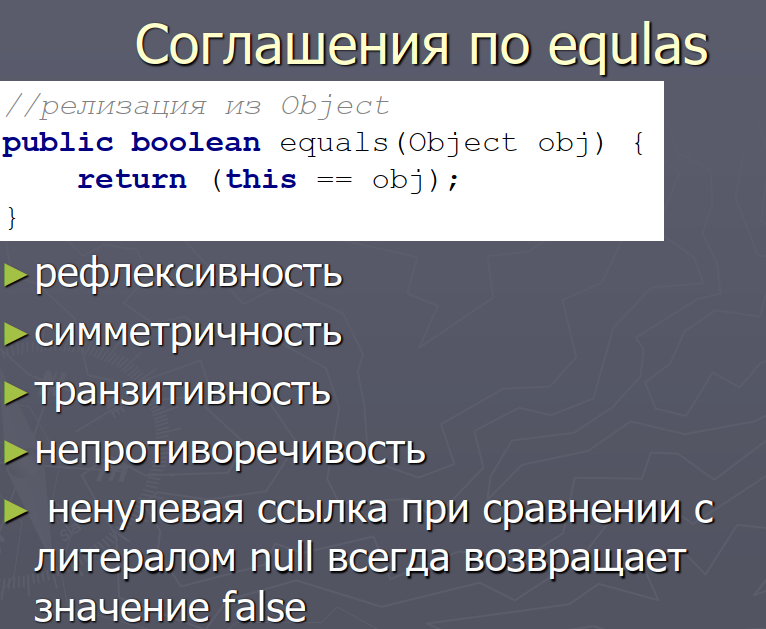 Соглашения по equlas
//релизация из Object
public boolean equals(Object obj) {
    return (this == obj);
}
►рефлексивность
►симметричность
►транзитивность
►непротиворечивость
► ненулевая ссылка при сравнении с
литералом null всегда возвращает
значение false